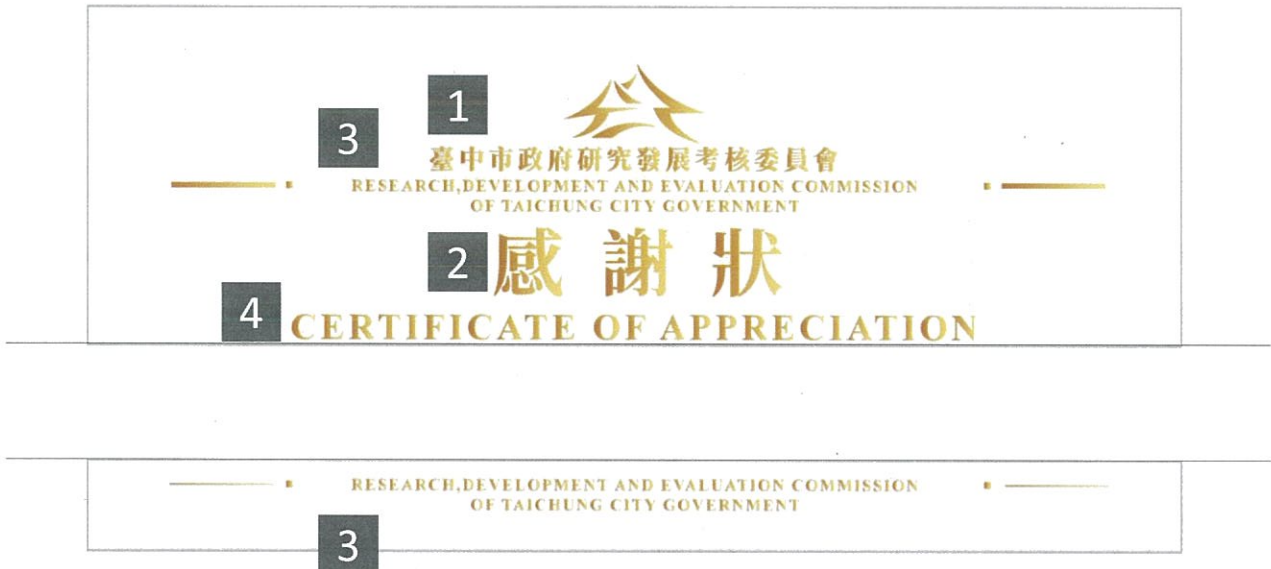 1
3
臺中市政府研究發展考核委員會
RESEARCH,DEVELOPMENT AND EVALUATION COMMISSION
OF TAICHUNG CITY GOVERNMENT
2
感謝狀
4
CERTIFICATE OF APPRECIATION
RESEARCH,DEVELOPMENT AND EVALUATION COMMISSION
OF TAICHUNG CITY GOVERNMENT
3